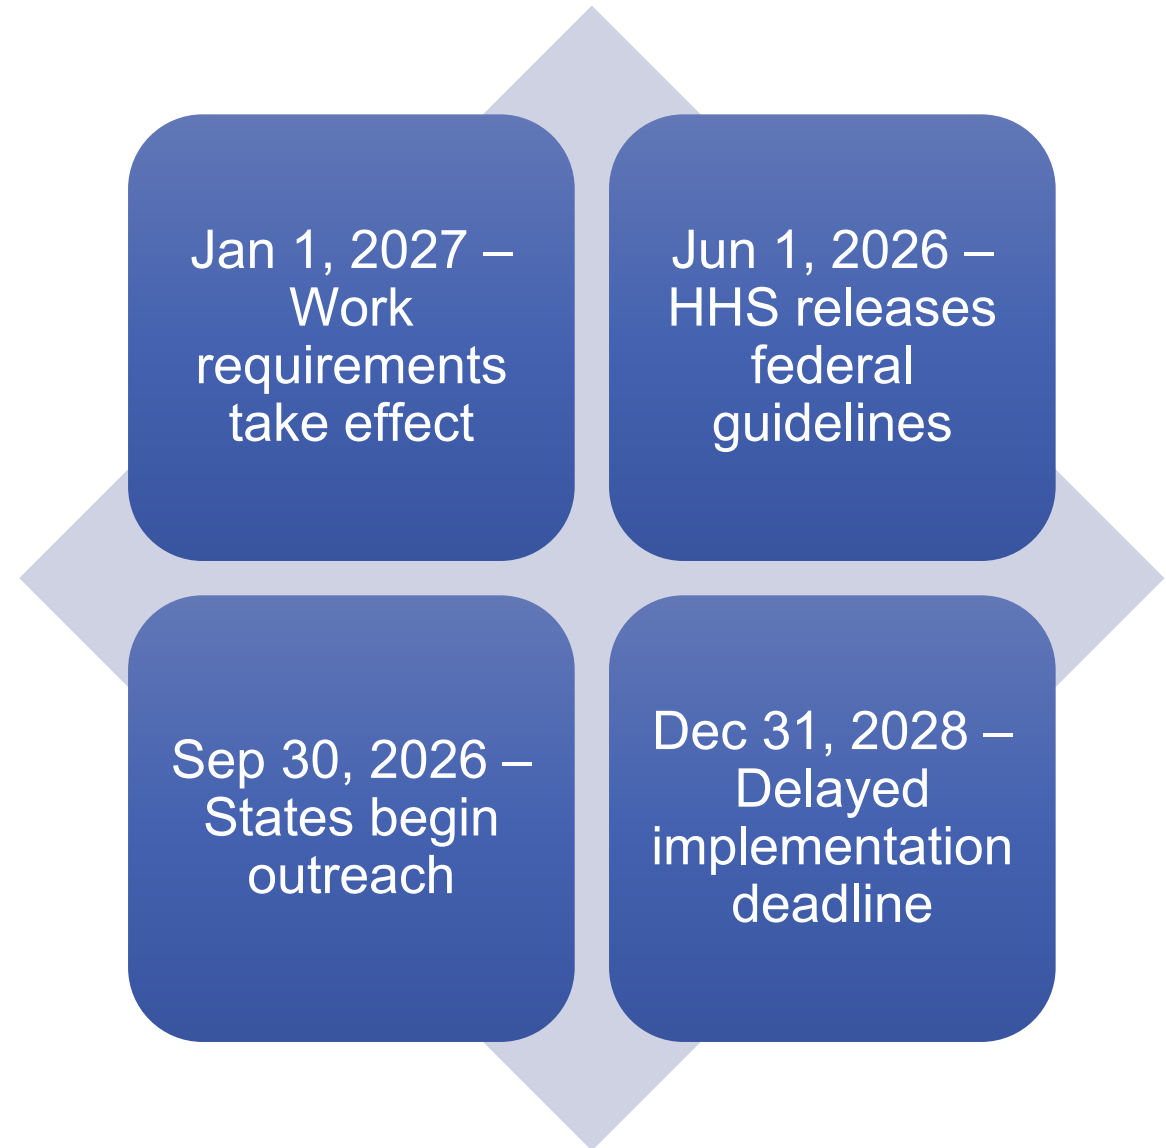 Jan 1, 2027 –
Work
requirements
take effect
Jun 1, 2026 –
HHS releases
federal
guidelines
Sep 30, 2026 –
States begin
outreach
Dec 31, 2028 –
Delayed
implementation
deadline